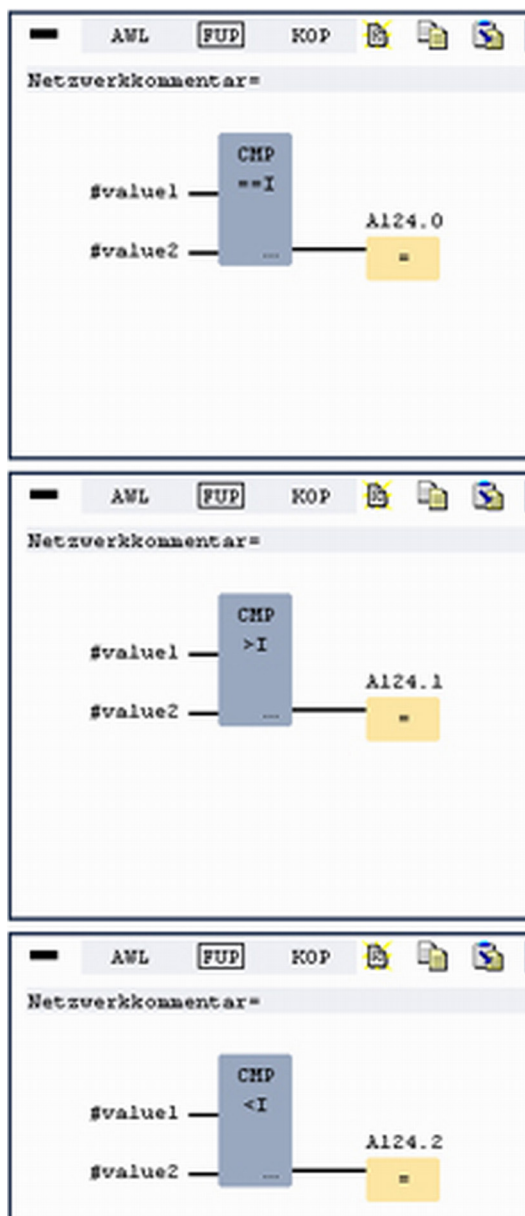 AWL FUP KOP
Netzwerkkommentar=
CMP
==I
#value1
#value2
...
A124.0
=
AWL FUP KOP
Netzwerkkommentar=
CMP
>I
#value1
#value2
...
A124.1
=
AWL FUP KOP
Netzwerkkommentar=
CMP
<I
#value1
#value2
...
A124.2
=